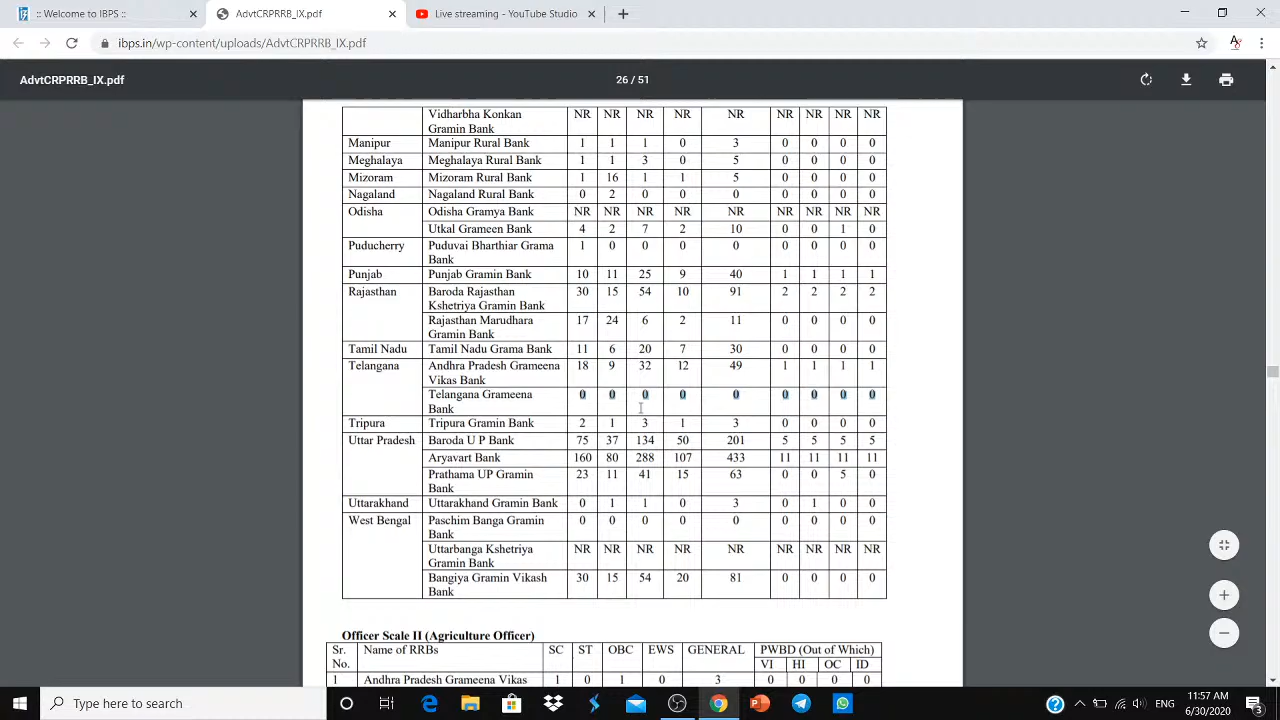 :: Welcome to IBPS
AdvtCRPRRB_IX.pdf
Live streaming - YouTube Studio
ibps.in/wp-content/uploads/AdvtCRPRRB_IX.pdf
AdvtCRPRRB_IX.pdf
26 / 51
Vidharbha Konkan Gramin Bank NR NR NR NR NR NR NR NR NR
Manipur Manipur Rural Bank 1 1 1 0 3 0 0 0 0
Meghalaya Meghalaya Rural Bank 1 1 3 0 5 0 0 0 0
Mizoram Mizoram Rural Bank 1 16 1 1 5 0 0 0 0
Nagaland Nagaland Rural Bank 0 2 0 0 0 0 0 0 0
Odisha Odisha Gramya Bank NR NR NR NR NR NR NR NR NR
Utkal Grameen Bank 4 2 7 2 10 0 0 1 0
Puducherry Puduvai Bharthiar Grama Bank 1 0 0 0 0 0 0 0 0
Punjab Punjab Gramin Bank 10 11 25 9 40 1 1 1 1
Rajasthan Baroda Rajasthan Kshetriya Gramin Bank 30 15 54 10 91 2 2 2 2
Rajasthan Marudhara Gramin Bank 17 24 6 2 11 0 0 0 0
Tamil Nadu Tamil Nadu Grama Bank 11 6 20 7 30 0 0 0 0
Telangana Andhra Pradesh Grameena Vikas Bank 18 9 32 12 49 1 1 1 1
Telangana Grameena Bank 0 0 0 0 0 0 0 0 0
Tripura Tripura Gramin Bank 2 1 3 1 3 0 0 0 0
Uttar Pradesh Baroda U P Bank 75 37 134 50 201 5 5 5 5
Aryavart Bank 160 80 288 107 433 11 11 11 11
Prathama UP Gramin Bank 23 11 41 15 63 0 0 5 0
Uttarakhand Uttarakhand Gramin Bank 0 1 1 0 3 0 1 0 0
West Bengal Paschim Banga Gramin Bank 0 0 0 0 0 0 0 0 0
Uttarbanga Kshetriya Gramin Bank NR NR NR NR NR NR NR NR NR
Bangiya Gramin Vikash Bank 30 15 54 20 81 0 0 0 0
Officer Scale II (Agriculture Officer)
Sr. No. Name of RRBs SC ST OBC EWS GENERAL PWBD (Out of Which)
VI HI OC ID
1 Andhra Pradesh Grameena Vikas 1 0 1 0 3 0 0 0 0
Type here to search
ENG
11:57 AM
6/30/2020
3